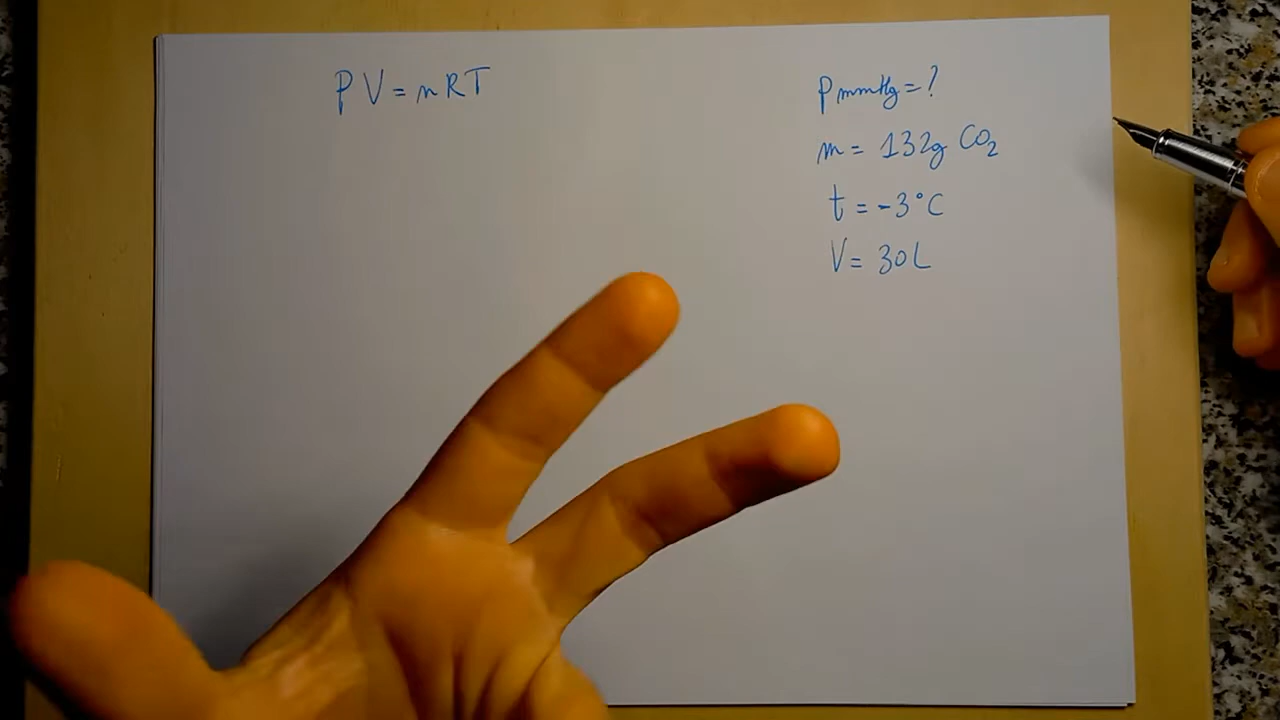 PV = nRT
PmmHg = ?
m = 132g CO₂
t = -3°C
V = 30L